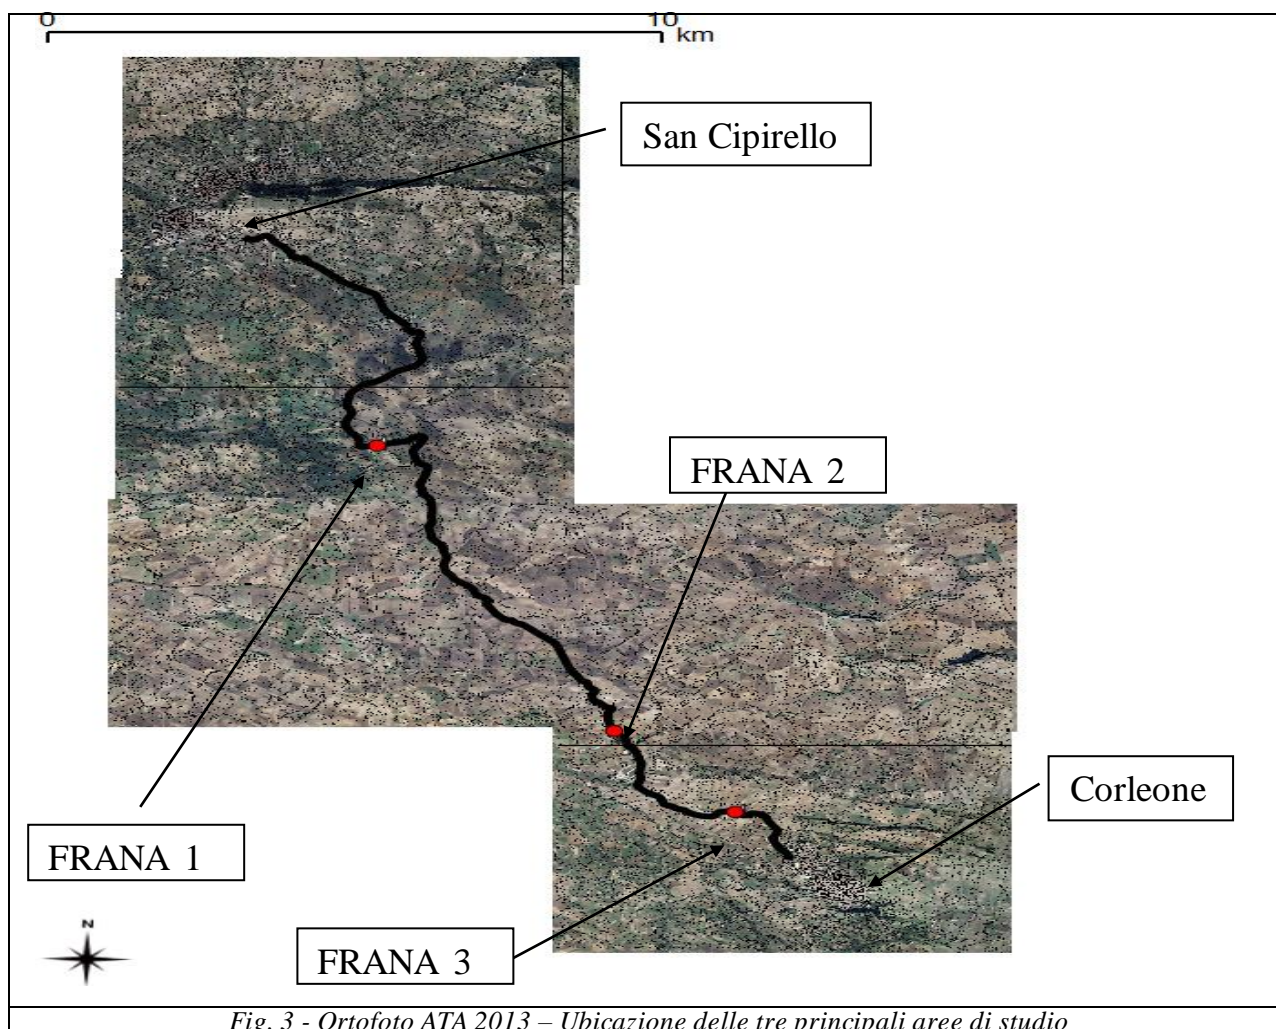 0 10
km
San Cipirello
FRANA 2
Corleone
FRANA 1
FRANA 3
N
Fig. 3 - Ortofoto ATA 2013 – Ubicazione delle tre principali aree di studio